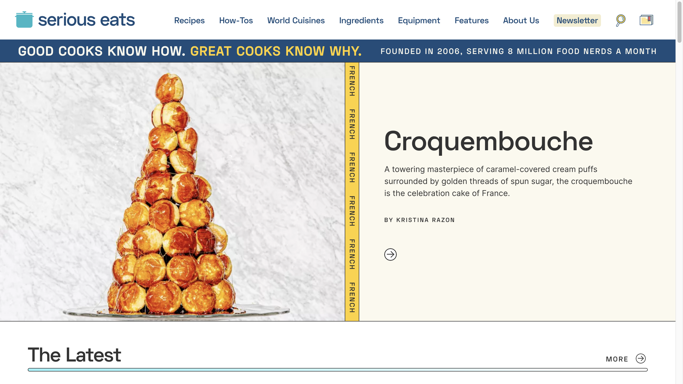 serious eats
Recipes How-Tos World Cuisines Ingredients Equipment Features About Us Newsletter
GOOD COOKS KNOW HOW. GREAT COOKS KNOW WHY. FOUNDED IN 2006, SERVING 8 MILLION FOOD NERDS A MONTH
FRENCH
FRENCH
FRENCH
FRENCH
FRENCH
FRENCH
Croquembouche
A towering masterpiece of caramel-covered cream puffs
surrounded by golden threads of spun sugar, the croquembouche
is the celebration cake of France.
BY KRISTINA RAZON
The Latest
MORE